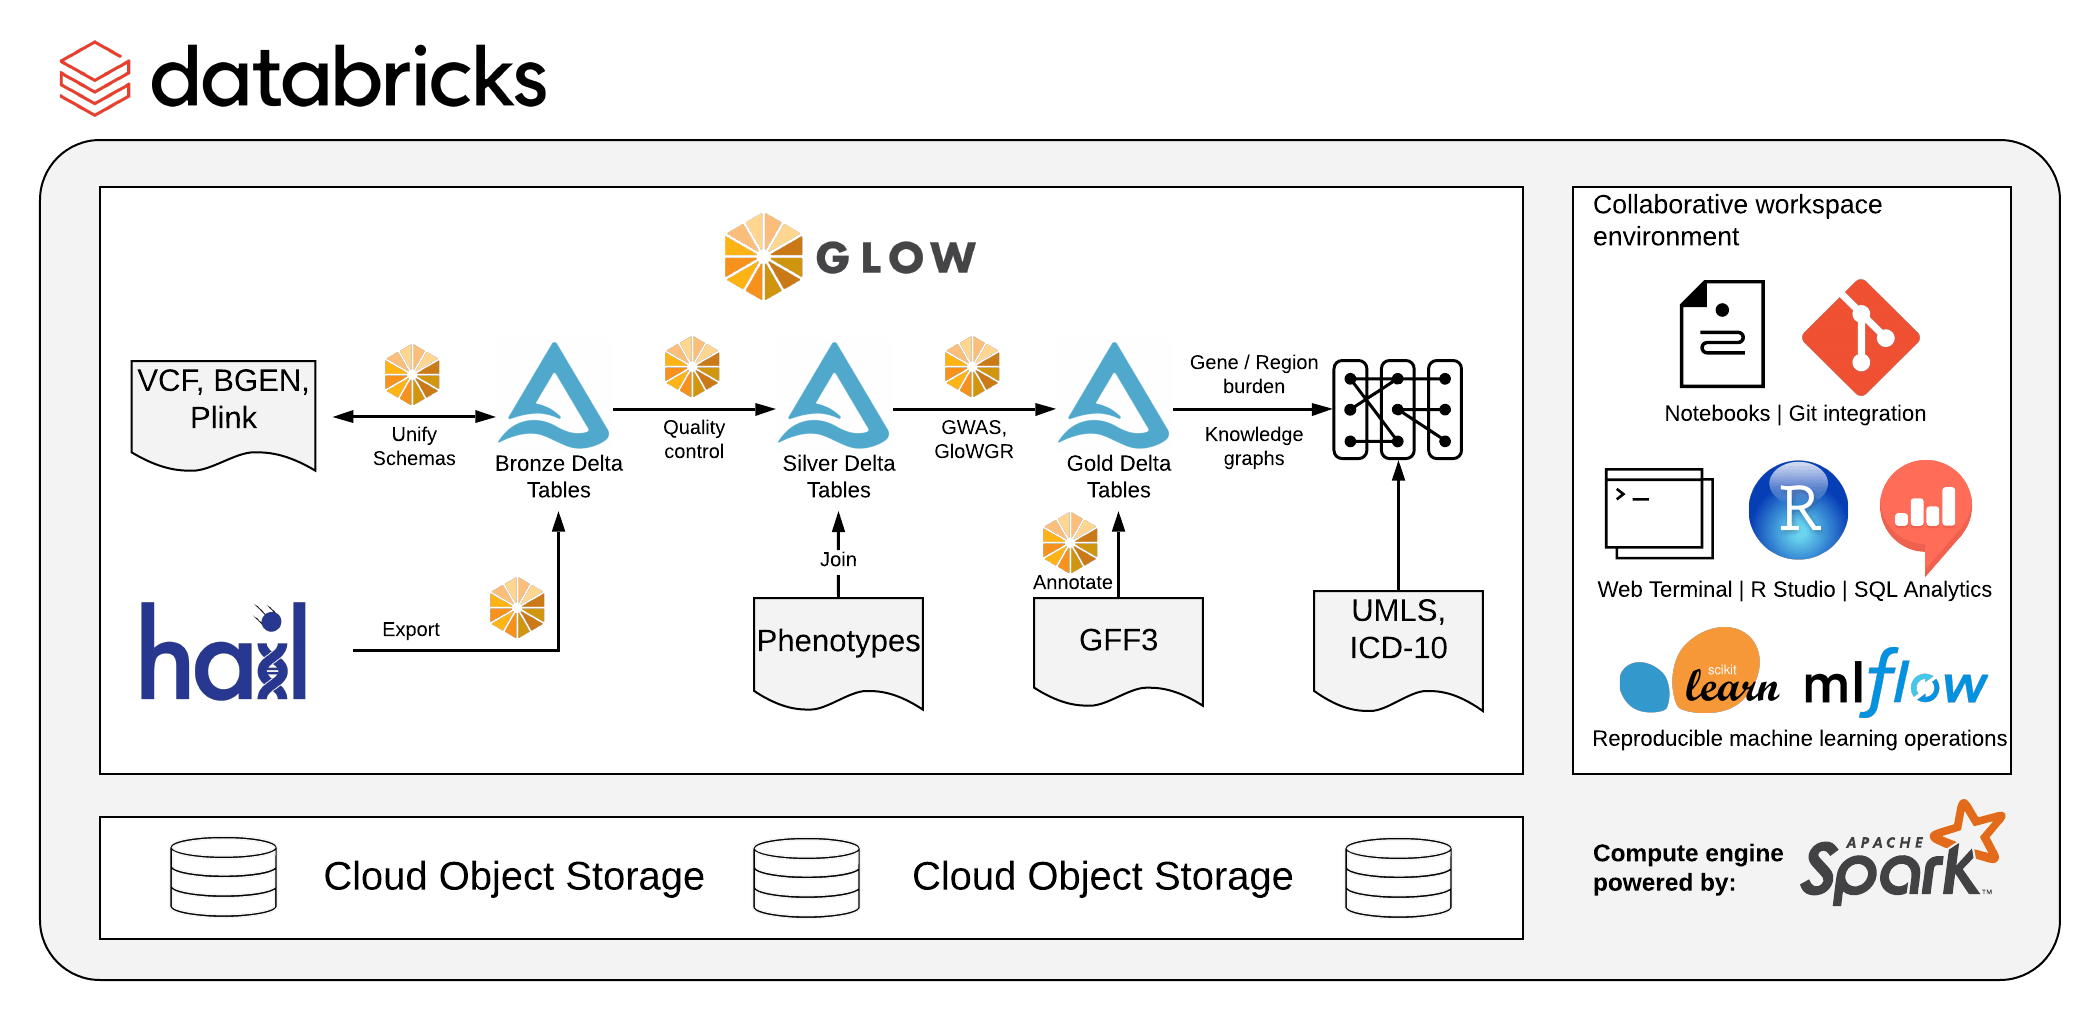 databricks
GLOW
VCF, BGEN,
Plink
Unify
Schemas
Bronze Delta
Tables
Quality
control
Silver Delta
Tables
GWAS,
GloWGR
Gold Delta
Tables
Gene / Region
burden
Knowledge
graphs
hail
Export
Join
Phenotypes
Annotate
GFF3
UMLS,
ICD-10
Collaborative workspace
environment
Notebooks | Git integration
>_
R
Web Terminal | R Studio | SQL Analytics
scikit
learn
mlflow
Reproducible machine learning operations
Cloud Object Storage
Cloud Object Storage
Compute engine
powered by:
APACHE
Spark™